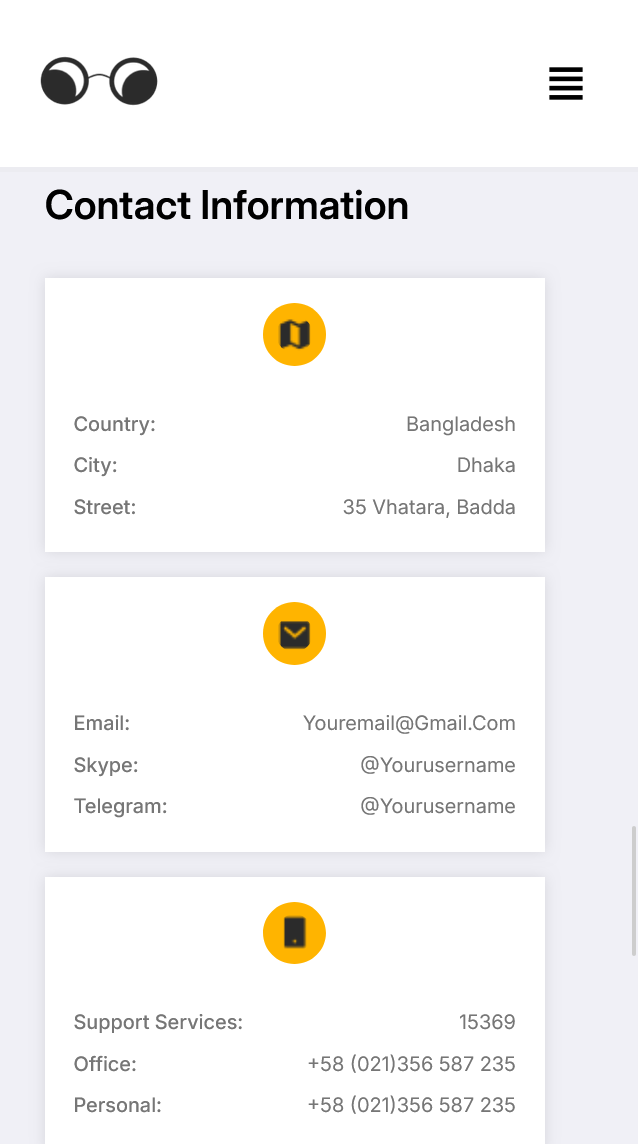 Contact Information
Country: Bangladesh
City: Dhaka
Street: 35 Vhatara, Badda
Email: Youremail@Gmail.Com
Skype: @Yourusername
Telegram: @Yourusername
Support Services: 15369
Office: +58 (021)356 587 235
Personal: +58 (021)356 587 235